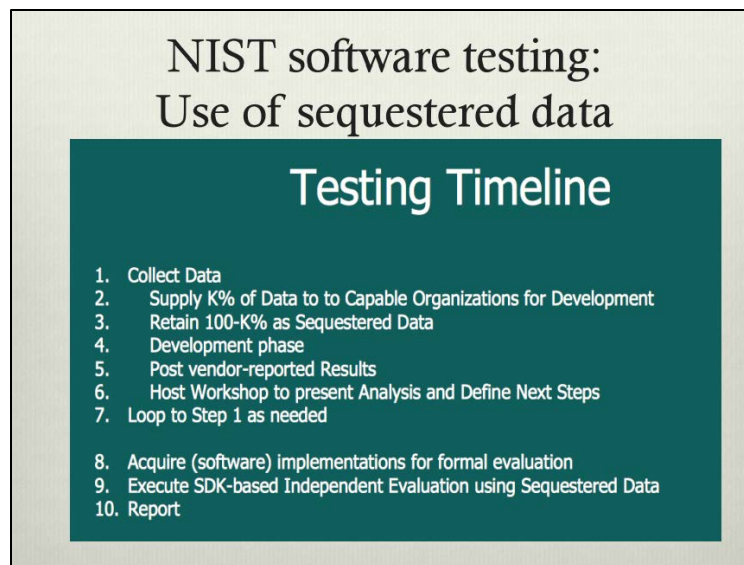 NIST software testing:
Use of sequestered data
Testing Timeline
1. Collect Data
2. Supply K% of Data to to Capable Organizations for Development
3. Retain 100-K% as Sequestered Data
4. Development phase
5. Post vendor-reported Results
6. Host Workshop to present Analysis and Define Next Steps
7. Loop to Step 1 as needed
8. Acquire (software) implementations for formal evaluation
9. Execute SDK-based Independent Evaluation using Sequestered Data
10. Report